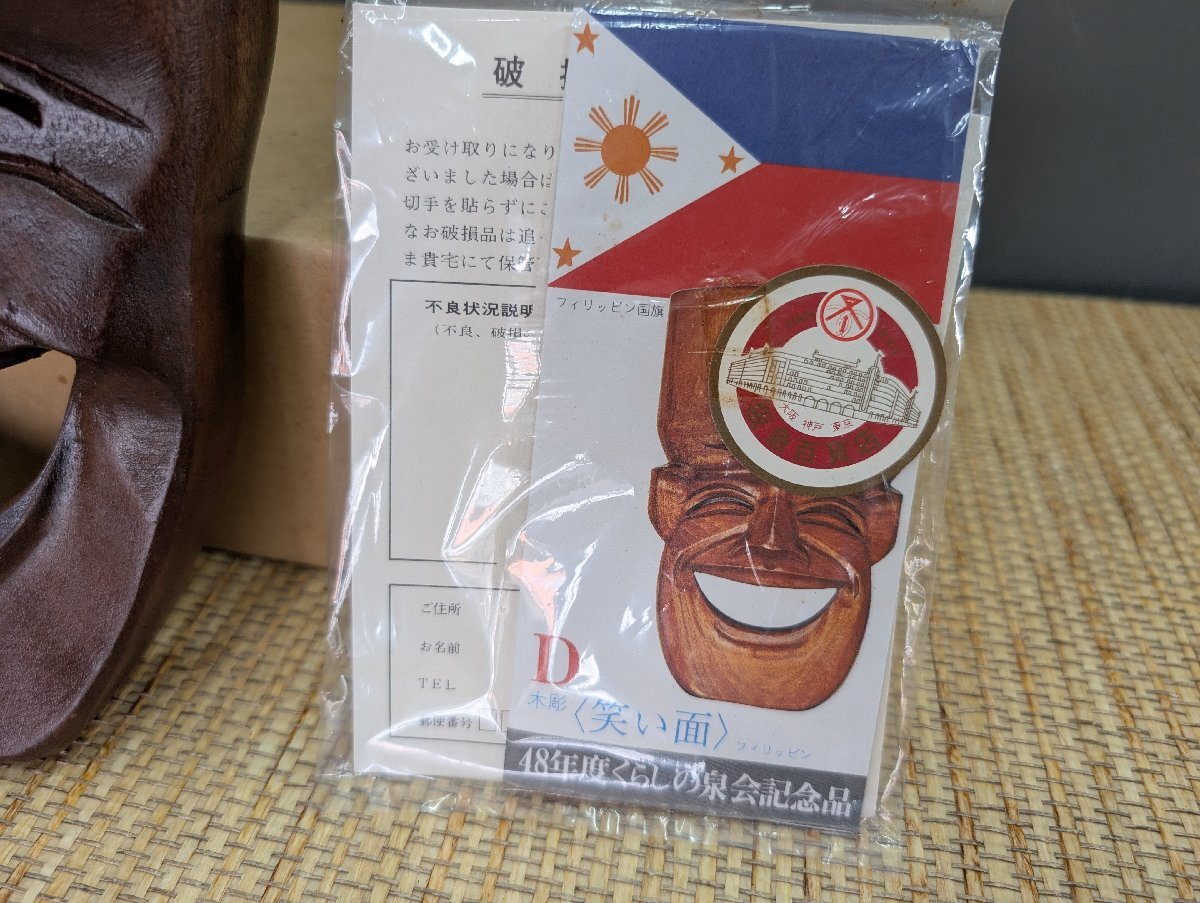 破
お受け取りになり
ざいました場合は
切手を貼らずにこ
なお破損品は追
ま貴宅にて保管
不良状況説明
(不良、破損
ご住所
お名前
TEL
郵便番号
フィリッピン国旗
大阪 神戸 東京
D
木彫〈笑い面〉フィリッピン
48年度くらしの泉会記念品